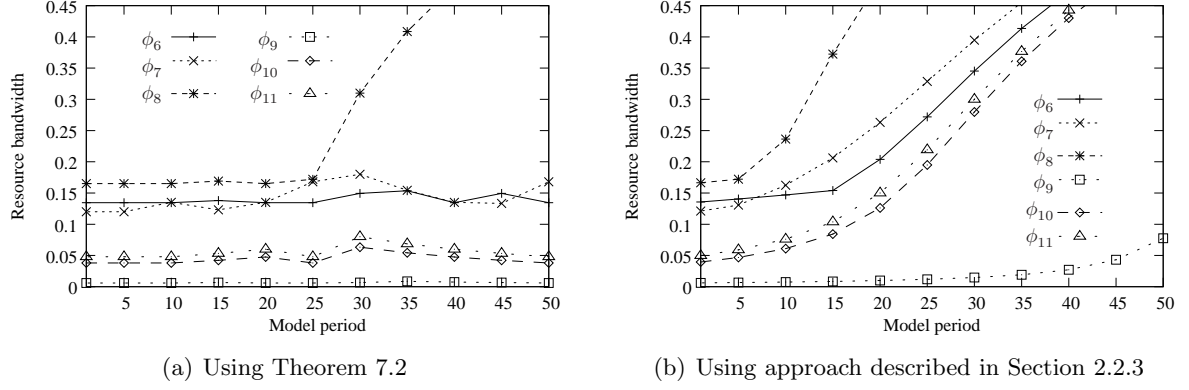 0.45
0.4
0.35
0.3
0.25
0.2
0.15
0.1
0.05
0
Resource bandwidth
ϕ6
ϕ7
ϕ8
ϕ9
ϕ10
ϕ11
5 10 15 20 25 30 35 40 45 50
Model period
(a) Using Theorem 7.2
0.45
0.4
0.35
0.3
0.25
0.2
0.15
0.1
0.05
0
Resource bandwidth
ϕ6
ϕ7
ϕ8
ϕ9
ϕ10
ϕ11
5 10 15 20 25 30 35 40 45 50
Model period
(b) Using approach described in Section 2.2.3